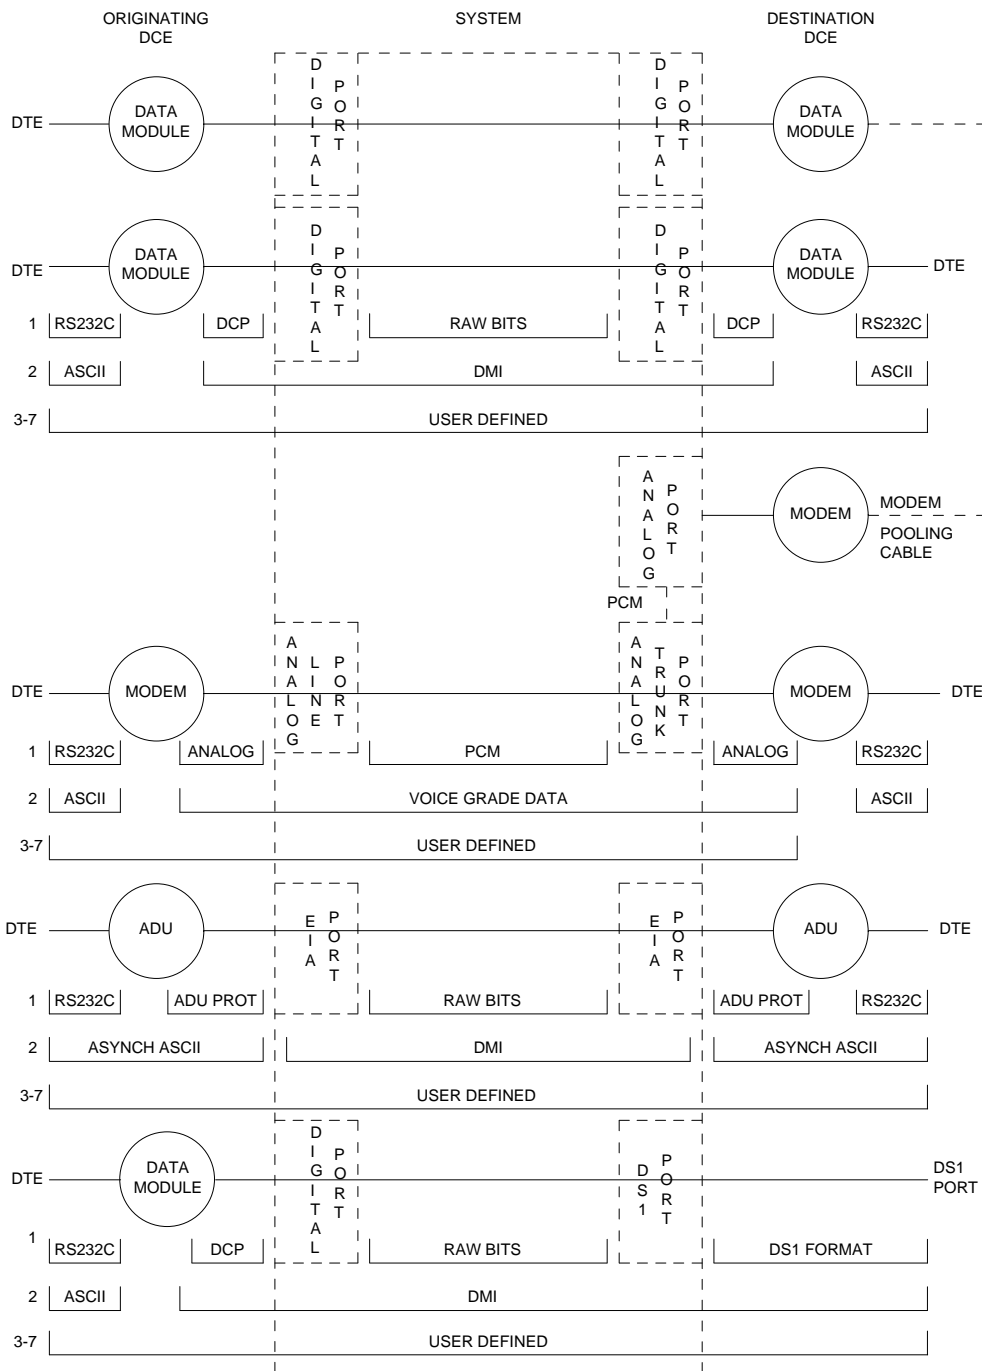 ORIGINATING DCE
SYSTEM
DESTINATION DCE
DTE
DATA MODULE
DIGITAL PORT
DIGITAL PORT
DATA MODULE
DTE
DATA MODULE
DIGITAL PORT
DIGITAL PORT
DATA MODULE
DTE
1 RS232C DCP RAW BITS DCP RS232C
2 ASCII DMI ASCII
3-7 USER DEFINED
ANALOG PORT
MODEM
MODEM
POOLING
CABLE
PCM
DTE
MODEM
ANALOG LINE PORT
ANALOG TRUNK PORT
MODEM
DTE
1 RS232C ANALOG PCM ANALOG RS232C
2 ASCII VOICE GRADE DATA ASCII
3-7 USER DEFINED
DTE
ADU
EIA PORT
EIA PORT
ADU
DTE
1 RS232C ADU PROT RAW BITS ADU PROT RS232C
2 ASYNCH ASCII DMI ASYNCH ASCII
3-7 USER DEFINED
DTE
DATA MODULE
DIGITAL PORT
DS1 PORT
DS1 PORT
1 RS232C DCP RAW BITS DS1 FORMAT
2 ASCII DMI
3-7 USER DEFINED